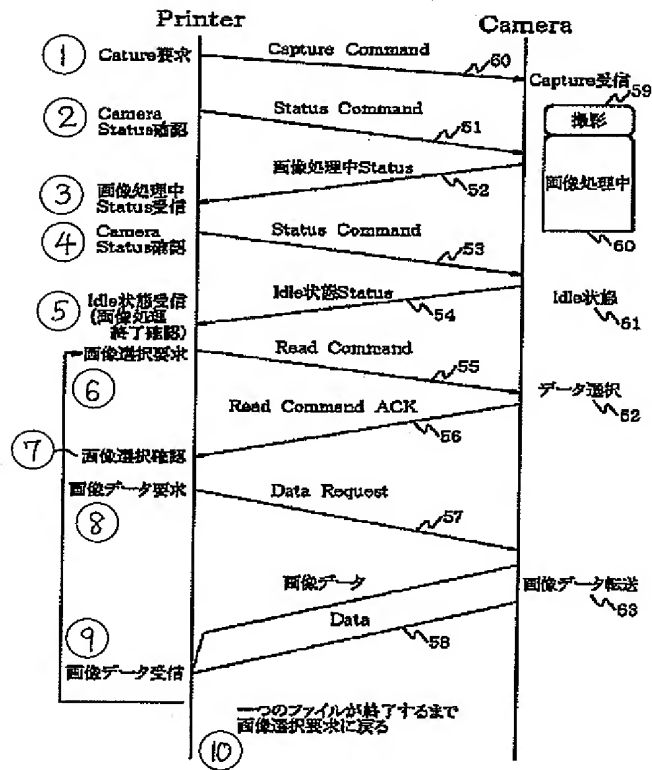 Printer
Camera
① Cature要求
Capture Command
50
Capture受信
59
② Camera
Status確認
Status Command
51
撮影
画像処理中Status
52
画像処理中
60
③ 画像処理中
Status受信
④ Camera
Status確認
Status Command
53
⑤ Idle状態受信
(画像処理
終了確認)
Idle状態Status
54
Idle状態
61
画像選択要求
⑥
Read Command
55
データ選択
52
Read Command ACK
56
⑦ 画像選択確認
画像データ要求
⑧
Data Request
57
画像データ
画像データ転送
63
Data
58
⑨
画像データ受信
一つのファイルが終了するまで
画像選択要求に戻る
⑩